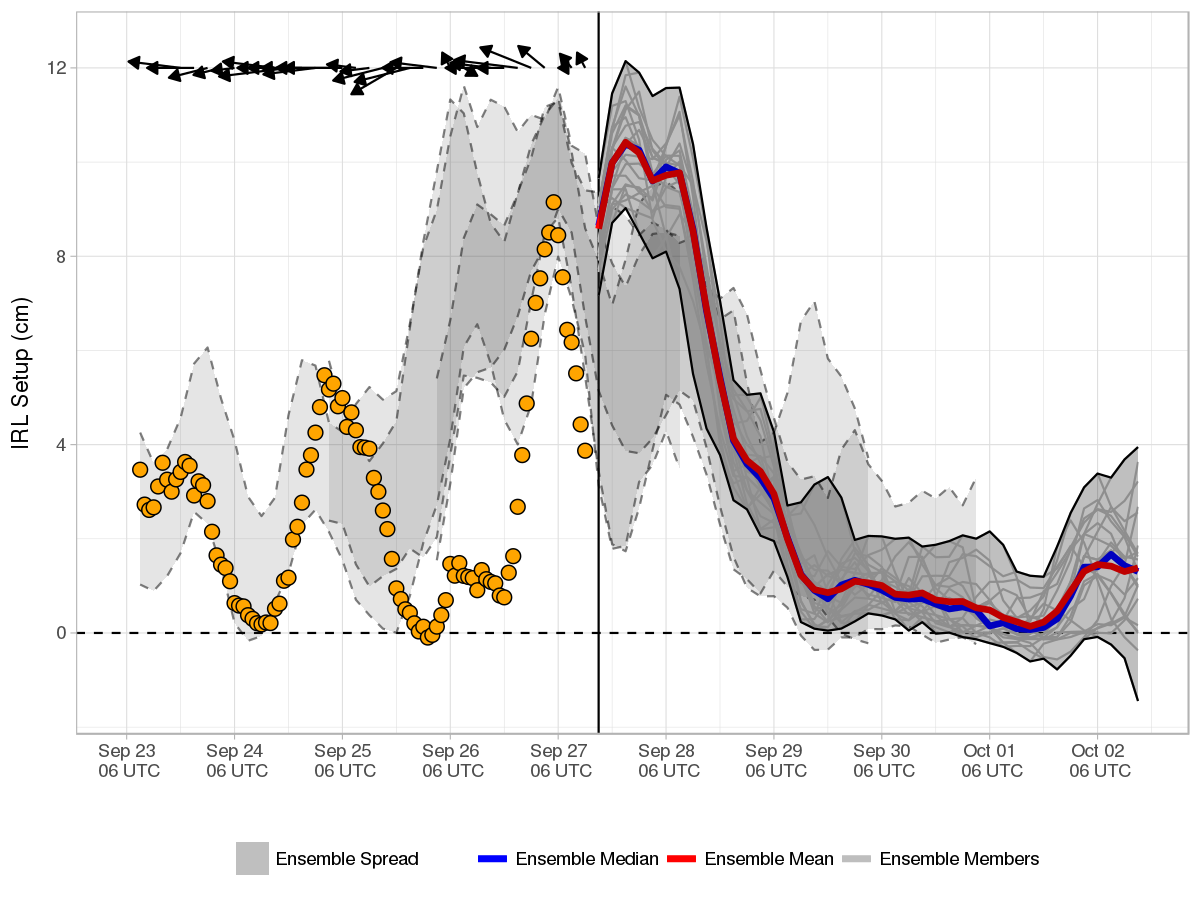 IRL Setup (cm)
12
8
4
0
Sep 23 Sep 24 Sep 25 Sep 26 Sep 27 Sep 28 Sep 29 Sep 30 Oct 01 Oct 02
06 UTC 06 UTC 06 UTC 06 UTC 06 UTC 06 UTC 06 UTC 06 UTC 06 UTC 06 UTC
Ensemble Spread Ensemble Median Ensemble Mean Ensemble Members